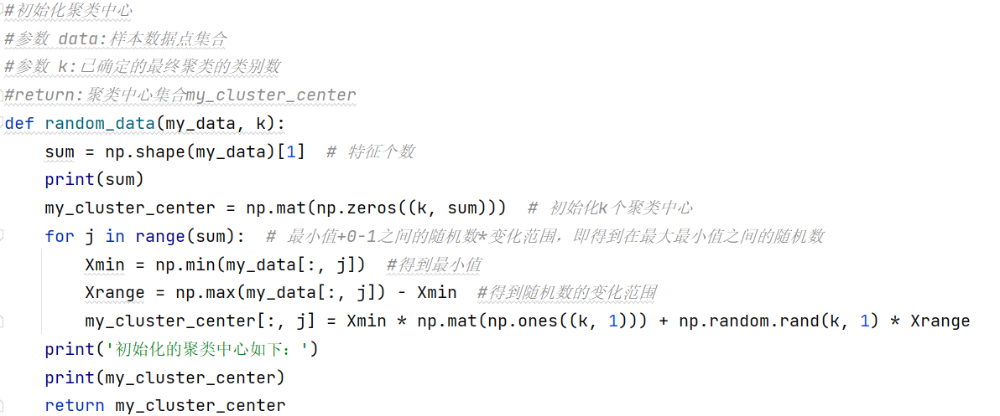 #初始化聚类中心
#参数 data:样本数据点集合
#参数 k:已确定的最终聚类的类别数
#return:聚类中心集合my_cluster_center
def random_data(my_data, k):
    sum = np.shape(my_data)[1]  # 特征个数
    print(sum)
    my_cluster_center = np.mat(np.zeros((k, sum)))  # 初始化k个聚类中心
    for j in range(sum):  # 最小值+0-1之间的随机数*变化范围，即得到在最大最小值之间的随机数
        Xmin = np.min(my_data[:, j])  #得到最小值
        Xrange = np.max(my_data[:, j]) - Xmin  #得到随机数的变化范围
        my_cluster_center[:, j] = Xmin * np.mat(np.ones((k, 1))) + np.random.rand(k, 1) * Xrange
    print('初始化的聚类中心如下：')
    print(my_cluster_center)
    return my_cluster_center